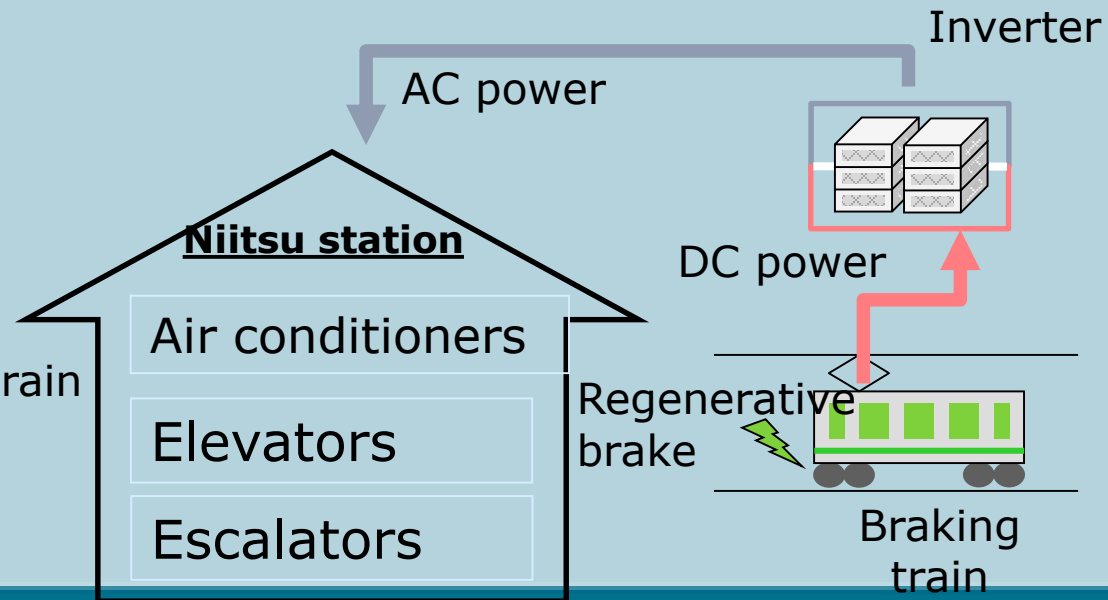 Inverter
AC power
Niitsu station
DC power
Air conditioners
rain
Regenerative
brake
Elevators
Escalators
Braking
train